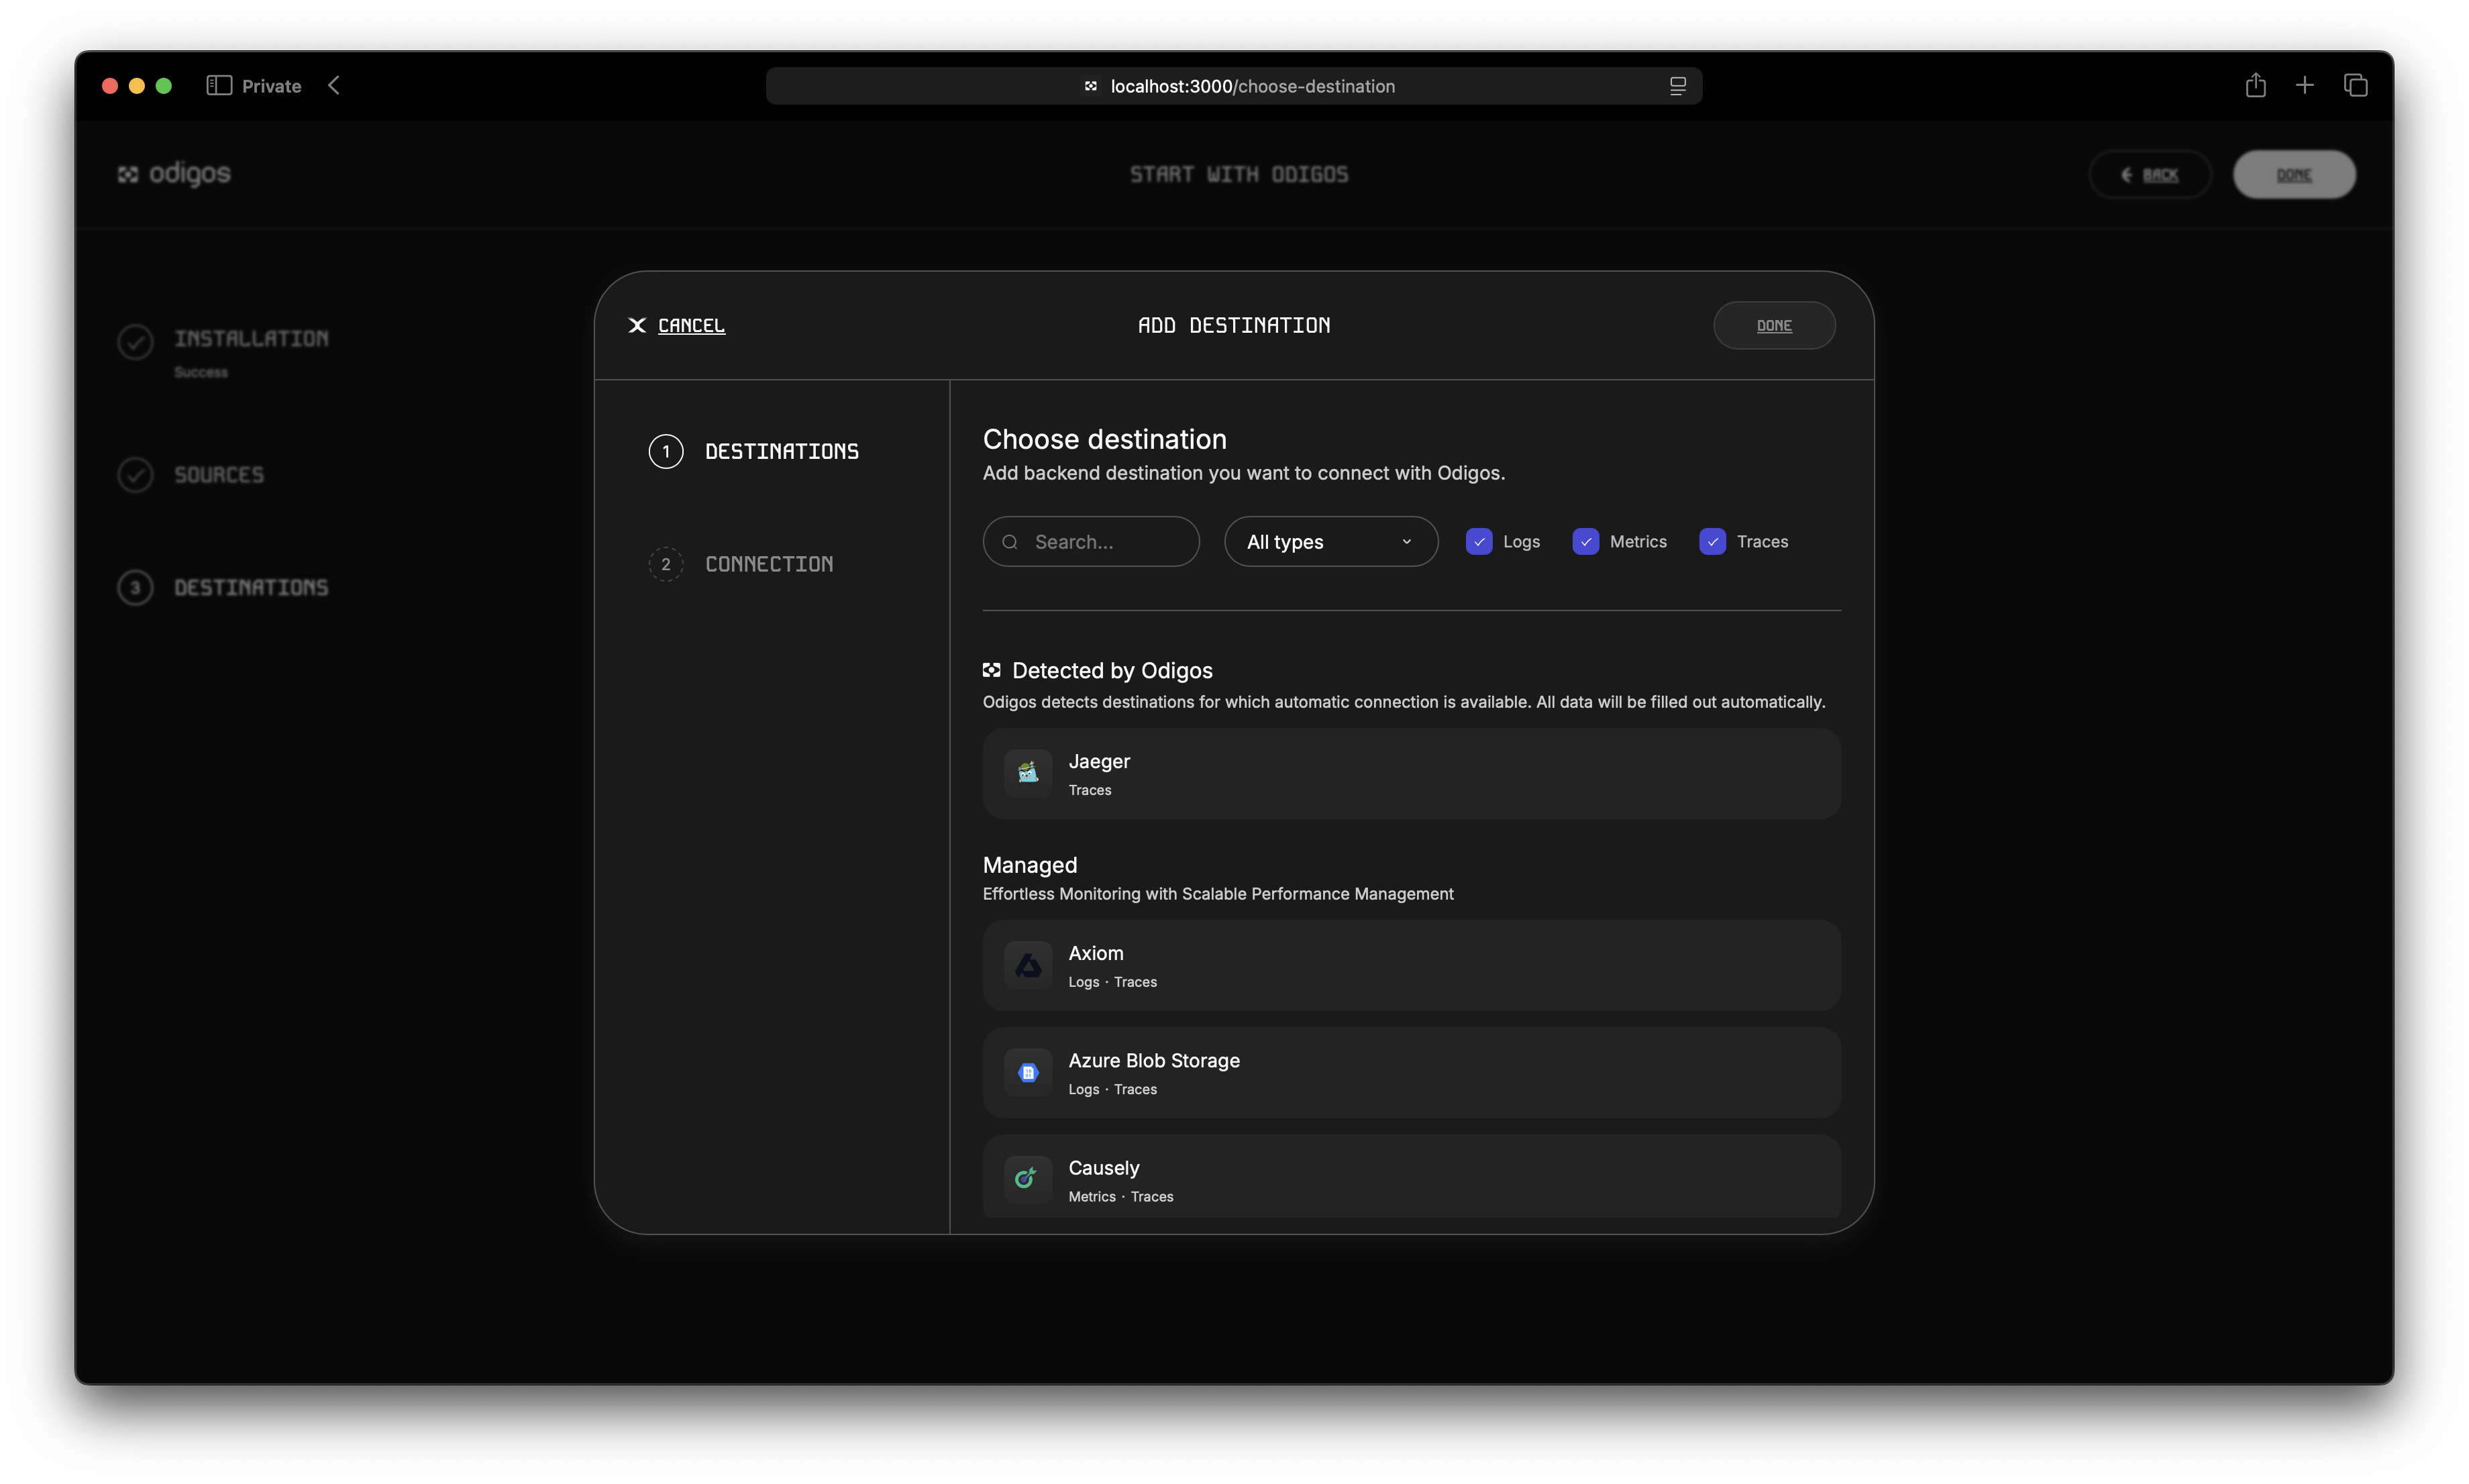 Private
localhost:3000/choose-destination
odigos
START WITH ODIGOS
BACK
DONE
INSTALLATION
Success
SOURCES
3 DESTINATIONS
CANCEL
ADD DESTINATION
DONE
1 DESTINATIONS
2 CONNECTION
Choose destination
Add backend destination you want to connect with Odigos.
Search...
All types
Logs
Metrics
Traces
Detected by Odigos
Odigos detects destinations for which automatic connection is available. All data will be filled out automatically.
Jaeger
Traces
Managed
Effortless Monitoring with Scalable Performance Management
Axiom
Logs · Traces
Azure Blob Storage
Logs · Traces
Causely
Metrics · Traces